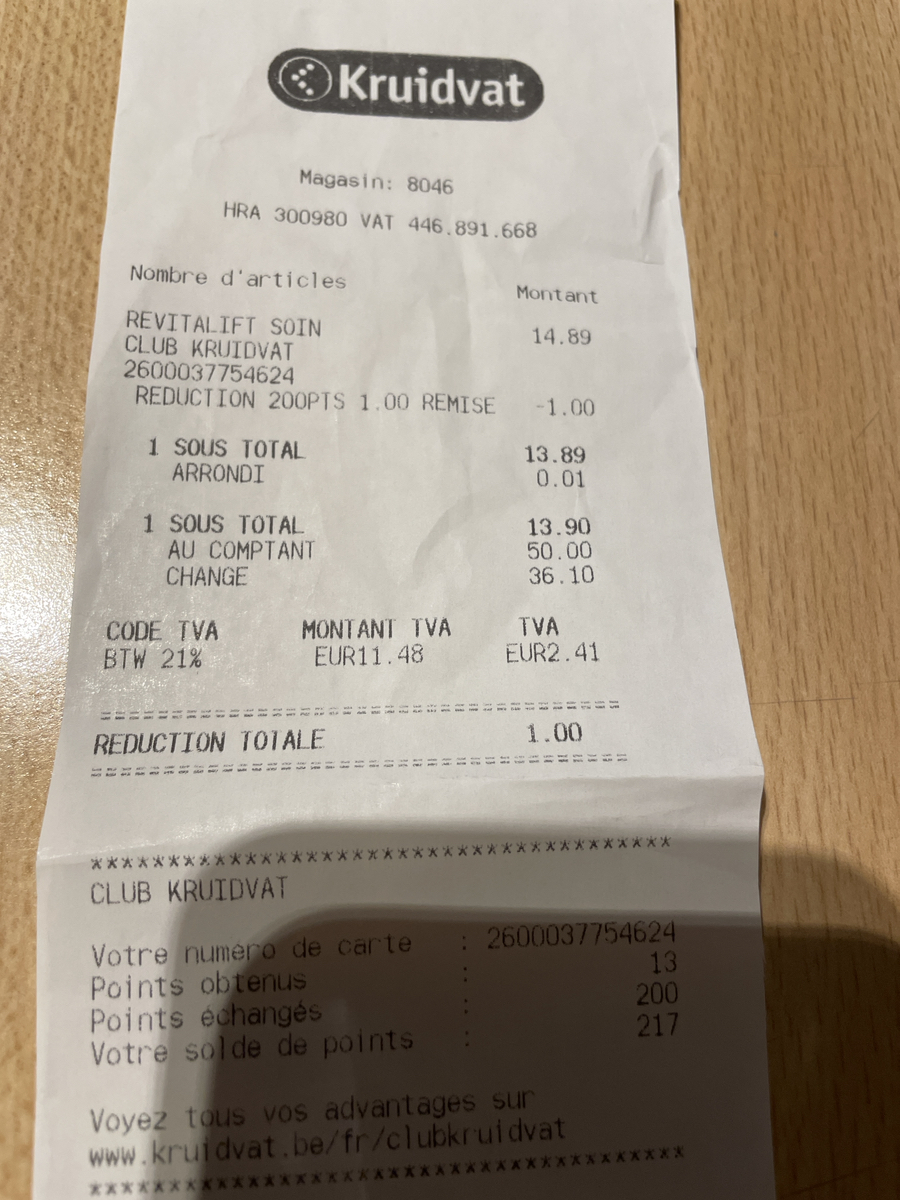 Kruidvat
Magasin: 8046
HRA 300980 VAT 446.891.668
Nombre d'articles Montant
REVITALIFT SOIN 14.89
CLUB KRUIDVAT
2600037754624
REDUCTION 200PTS 1.00 REMISE -1.00
1 SOUS TOTAL 13.89
ARRONDI 0.01
1 SOUS TOTAL 13.90
AU COMPTANT 50.00
CHANGE 36.10
CODE TVA MONTANT TVA TVA
BTW 21% EUR11.48 EUR2.41
========================================
REDUCTION TOTALE 1.00
========================================
**************************************
CLUB KRUIDVAT
Votre numero de carte : 2600037754624
Points obtenus : 13
Points échangés : 200
Votre solde de points : 217
Voyez tous vos advantages sur
www.kruidvat.be/fr/clubkruidvat
**************************************